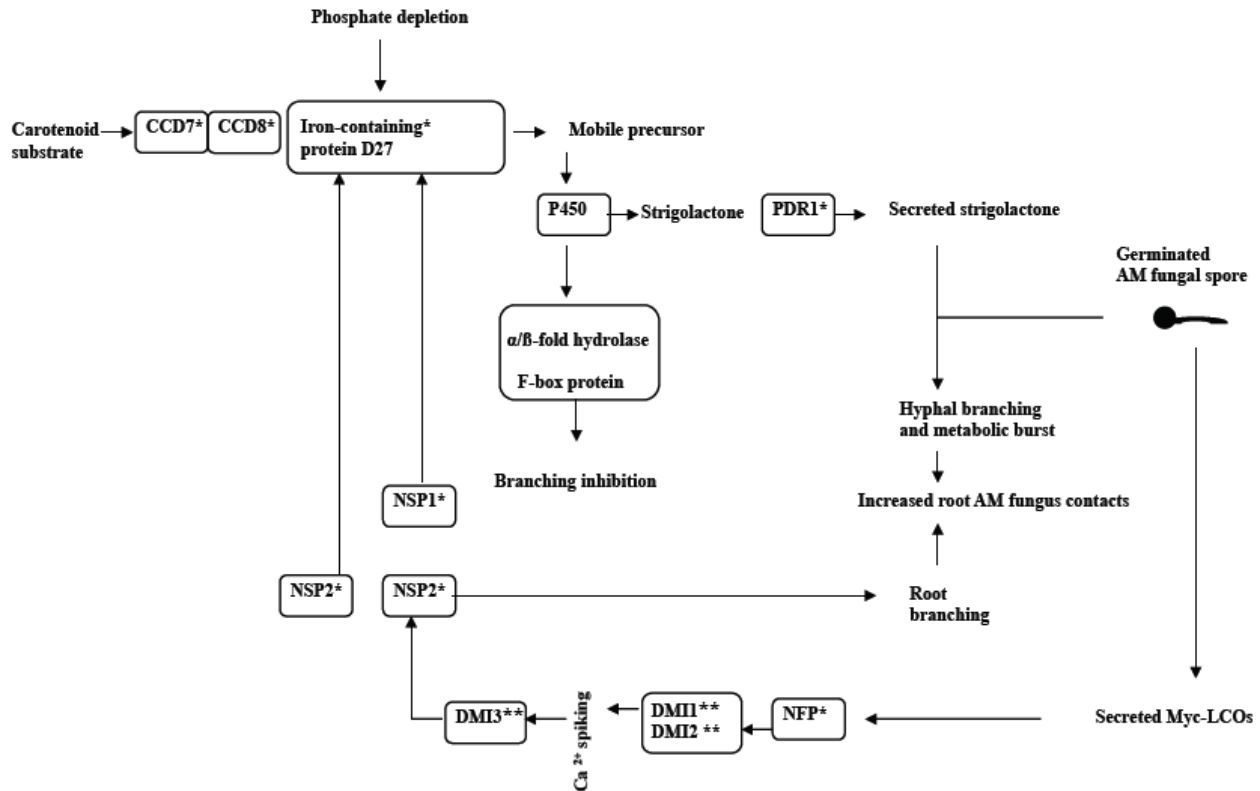 Phosphate depletion
Carotenoid
substrate
CCD7*
CCD8*
Iron-containing*
protein D27
Mobile precursor
P450
Strigolactone
PDR1*
Secreted strigolactone
Germinated
AM fungal spore
α/ß-fold hydrolase
F-box protein
Hyphal branching
and metabolic burst
Branching inhibition
NSP1*
Increased root AM fungus contacts
NSP2*
NSP2*
Root
branching
DMI3**
Ca 2+ spiking
DMI1**
DMI2 **
NFP*
Secreted Myc-LCOs